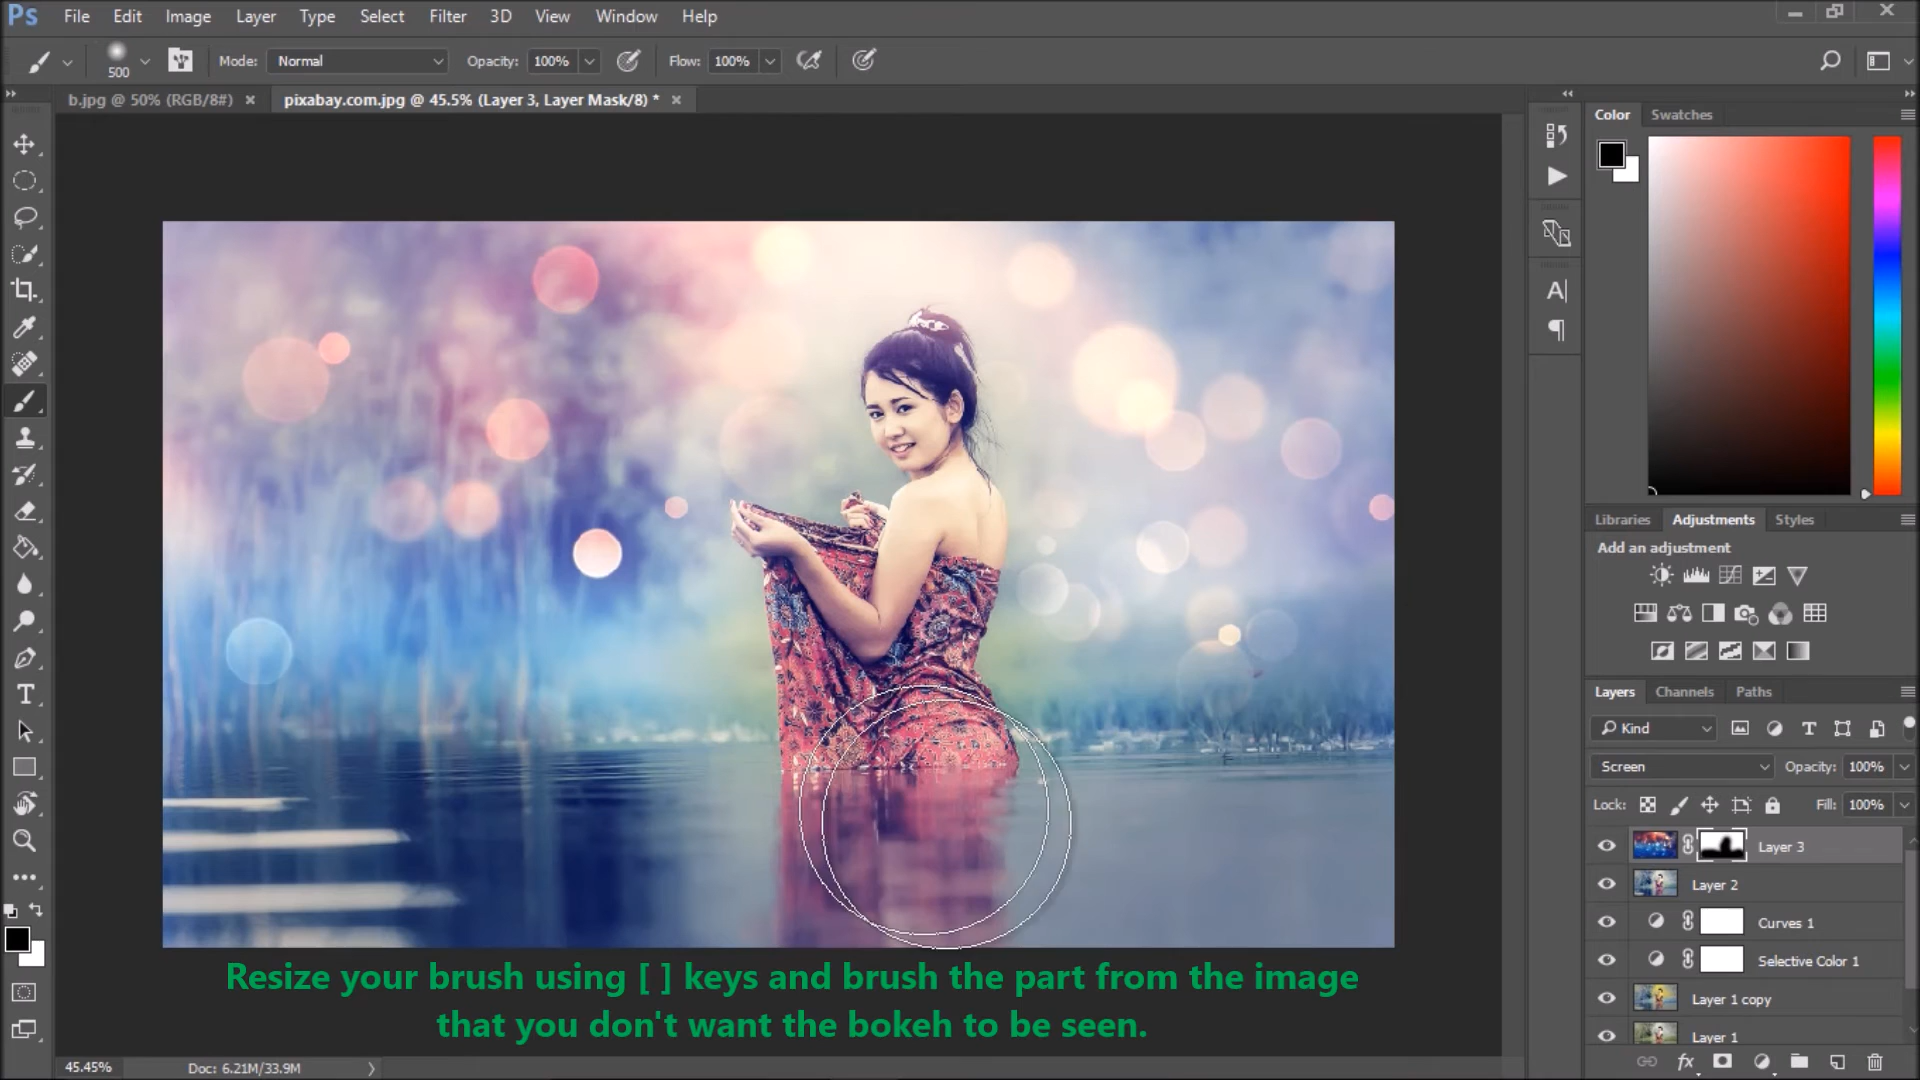 Ps File Edit Image Layer Type Select Filter 3D View Window Help
500 Mode: Normal Opacity: 100% Flow: 100%
b.jpg @ 50% (RGB/8#) × pixabay.com.jpg @ 45.5% (Layer 3, Layer Mask/8) * ×
Color Swatches
Libraries Adjustments Styles
Add an adjustment
Layers Channels Paths
Kind
Screen Opacity: 100%
Lock: Fill: 100%
Layer 3
Layer 2
Curves 1
Selective Color 1
Layer 1 copy
Layer 1
Resize your brush using [ ] keys and brush the part from the image
that you don't want the bokeh to be seen.
45.45% Doc: 6.21M/33.9M